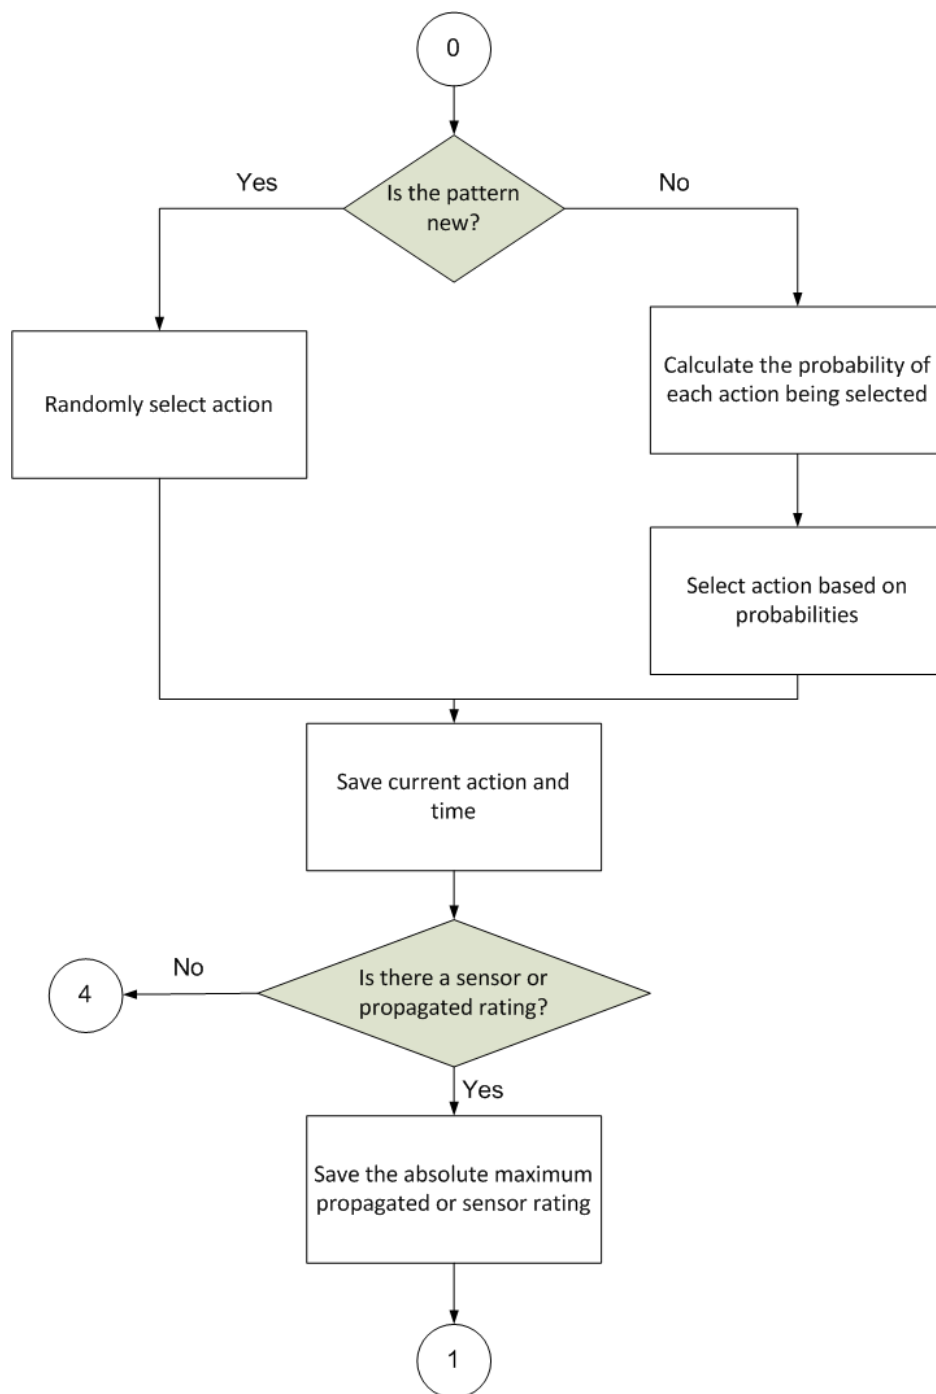 0
Is the pattern
new?
Yes
No
Randomly select action
Calculate the probability of
each action being selected
Select action based on
probabilities
Save current action and
time
Is there a sensor or
propagated rating?
No
4
Yes
Save the absolute maximum
propagated or sensor rating
1